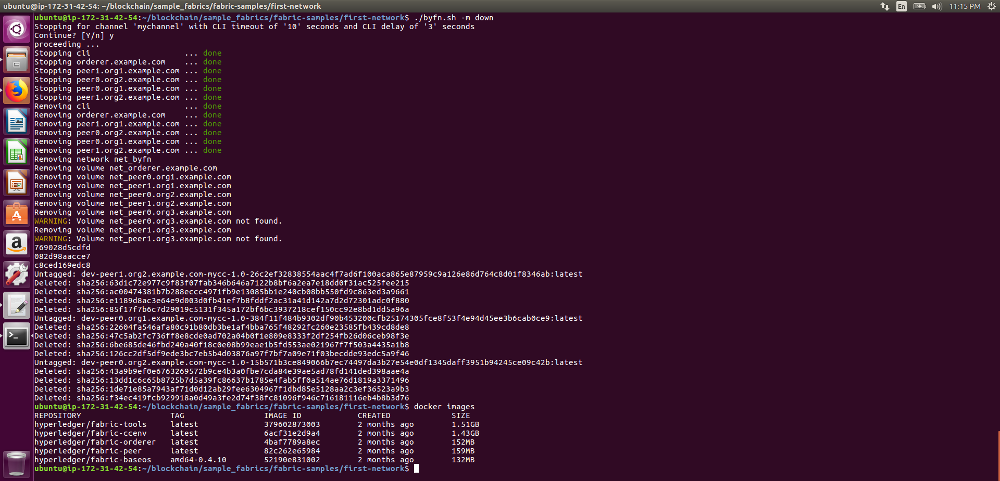 ubuntu@ip-172-31-42-54: ~/blockchain/sample_fabrics/fabric-samples/first-network
En
11:15 PM
ubuntu@ip-172-31-42-54:~/blockchain/sample_fabrics/fabric-samples/first-network$ ./byfn.sh -m down
Stopping for channel 'mychannel' with CLI timeout of '10' seconds and CLI delay of '3' seconds
Continue? [Y/n] y
proceeding ...
Stopping cli                    ... done
Stopping orderer.example.com    ... done
Stopping peer1.org1.example.com ... done
Stopping peer0.org2.example.com ... done
Stopping peer0.org1.example.com ... done
Stopping peer1.org2.example.com ... done
Removing cli                    ... done
Removing orderer.example.com    ... done
Removing peer1.org1.example.com ... done
Removing peer0.org2.example.com ... done
Removing peer0.org1.example.com ... done
Removing peer1.org2.example.com ... done
Removing network net_byfn
Removing volume net_orderer.example.com
Removing volume net_peer0.org1.example.com
Removing volume net_peer1.org1.example.com
Removing volume net_peer0.org2.example.com
Removing volume net_peer1.org2.example.com
Removing volume net_peer0.org3.example.com
WARNING: Volume net_peer0.org3.example.com not found.
Removing volume net_peer1.org3.example.com
WARNING: Volume net_peer1.org3.example.com not found.
769028d5cdfd
082d98aacce7
c8ced169edc8
Untagged: dev-peer1.org2.example.com-mycc-1.0-26c2ef32838554aac4f7ad6f100aca865e87959c9a126e86d764c8d01f8346ab:latest
Deleted: sha256:63d1c72e977c9f83f07fab346b646a7122b8bf6a2ea7e18dd0f31ac525fee215
Deleted: sha256:ac00474381b7b288eccc4971fb9e13085bb1e240cb08bb550fd9c863ed3a9661
Deleted: sha256:e1189d8ac3e64e9d003d0fb41ef7b8fddf2ac31a41d142a7d2d72301adc0f880
Deleted: sha256:85f17f7b6c7d29019c5131f345a172bf6bc3937218cef150cc92e8bd1dd5a96a
Untagged: dev-peer0.org1.example.com-mycc-1.0-384f11f484b9302df90b453200cfb25174305fce8f53f4e94d45ee3b6cab0ce9:latest
Deleted: sha256:22604fa546afa80c91b80db3be1af4bba765f48292fc260e23585fb439cd8de8
Deleted: sha256:47c5ab2fc736ff8e8cde0ad702a04b0f1e809e8333f2df254fb26d06ceb98f3e
Deleted: sha256:6be685de46fbd240a40f18c0e08b99eae1b5fd553ae021967f7f503a4435a1b8
Deleted: sha256:126cc2df5df9ede3bc7eb5b4d03876a97f7bf7a09e71f03becdde93edc5a9f46
Untagged: dev-peer0.org2.example.com-mycc-1.0-15b571b3ce849066b7ec74497da3b27e54e0df1345daff3951b94245ce09c42b:latest
Deleted: sha256:43a9b9ef0e6763269572b9ce4b3a0fbe7cda84e39ae5ad78fd141ded398aae4a
Deleted: sha256:13dd1c6c65b8725b7d5a39fc86637b1785e4fab5ff0a514ae76d1819a3371496
Deleted: sha256:1de71e85a7943af71d0d12ab29fee6304967f1dbd85e5128aa2c3ef36523a9b3
Deleted: sha256:f34ec419fcb929918a0d49a3fe2d74f38fc81096f946c716181116eb4b8b3d76
ubuntu@ip-172-31-42-54:~/blockchain/sample_fabrics/fabric-samples/first-network$ docker images
REPOSITORY                   TAG                 IMAGE ID            CREATED             SIZE
hyperledger/fabric-tools     latest              379602873003        2 months ago        1.51GB
hyperledger/fabric-ccenv     latest              6acf31e2d9a4        2 months ago        1.43GB
hyperledger/fabric-orderer   latest              4baf7789a8ec        2 months ago        152MB
hyperledger/fabric-peer      latest              82c262e65984        2 months ago        159MB
hyperledger/fabric-baseos    amd64-0.4.10        52190e831002        2 months ago        132MB
ubuntu@ip-172-31-42-54:~/blockchain/sample_fabrics/fabric-samples/first-network$